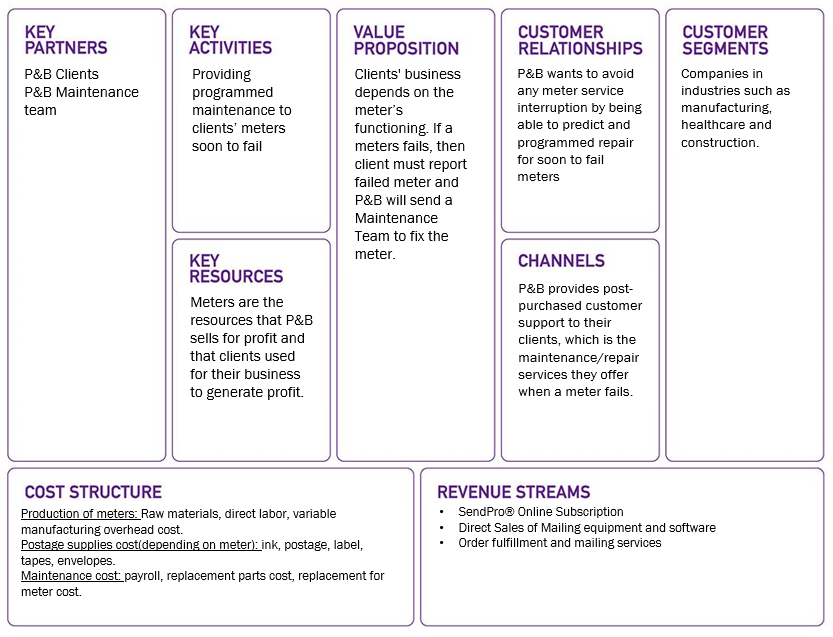 KEY
PARTNERS
P&B Clients
P&B Maintenance
team
KEY
ACTIVITIES
Providing
programmed
maintenance to
clients’ meters
soon to fail
KEY
RESOURCES
Meters are the
resources that P&B
sells for profit and
that clients used
for their business
to generate profit.
VALUE
PROPOSITION
Clients' business
depends on the
meter’s
functioning. If a
meters fails, then
client must report
failed meter and
P&B will send a
Maintenance
Team to fix the
meter.
CUSTOMER
RELATIONSHIPS
P&B wants to avoid
any meter service
interruption by being
able to predict and
programmed repair
for soon to fail
meters
CHANNELS
P&B provides post-
purchased customer
support to their
clients, which is the
maintenance/repair
services they offer
when a meter fails.
CUSTOMER
SEGMENTS
Companies in
industries such as
manufacturing,
healthcare and
construction.
COST STRUCTURE
Production of meters: Raw materials, direct labor, variable
manufacturing overhead cost.
Postage supplies cost(depending on meter): ink, postage, label,
tapes, envelopes.
Maintenance cost: payroll, replacement parts cost, replacement for
meter cost.
REVENUE STREAMS
• SendPro® Online Subscription
• Direct Sales of Mailing equipment and software
• Order fulfillment and mailing services